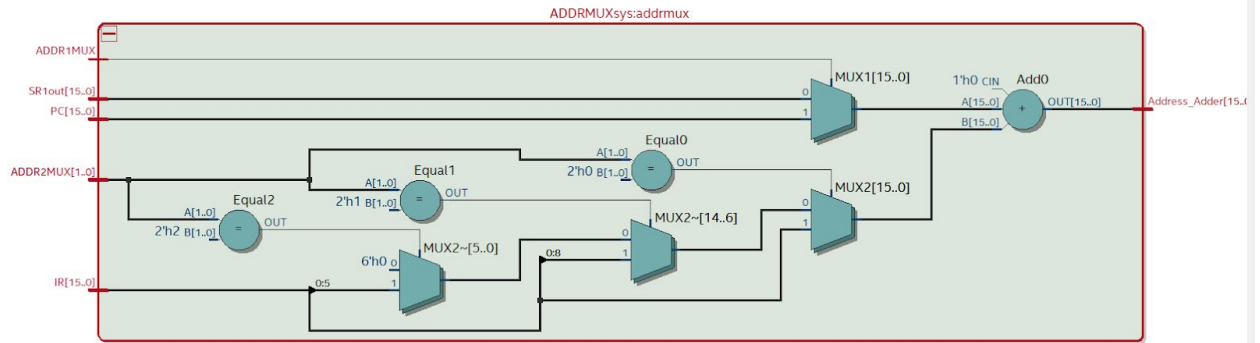 ADDRMUXsys:addrmux
ADDR1MUX
SR1out[15..0]
PC[15..0]
ADDR2MUX[1..0]
IR[15..0]
A[1..0]
2'h2 B[1..0]
Equal2
=
OUT
A[1..0]
2'h1 B[1..0]
Equal1
=
OUT
A[1..0]
2'h0 B[1..0]
Equal0
=
OUT
0:5
6'h0 0
1
MUX2~[5..0]
0:8
0
1
MUX2~[14..6]
0
1
MUX1[15..0]
0
1
MUX2[15..0]
1'h0 CIN
A[15..0]
B[15..0]
Add0
+
OUT[15..0]
Address_Adder[15..